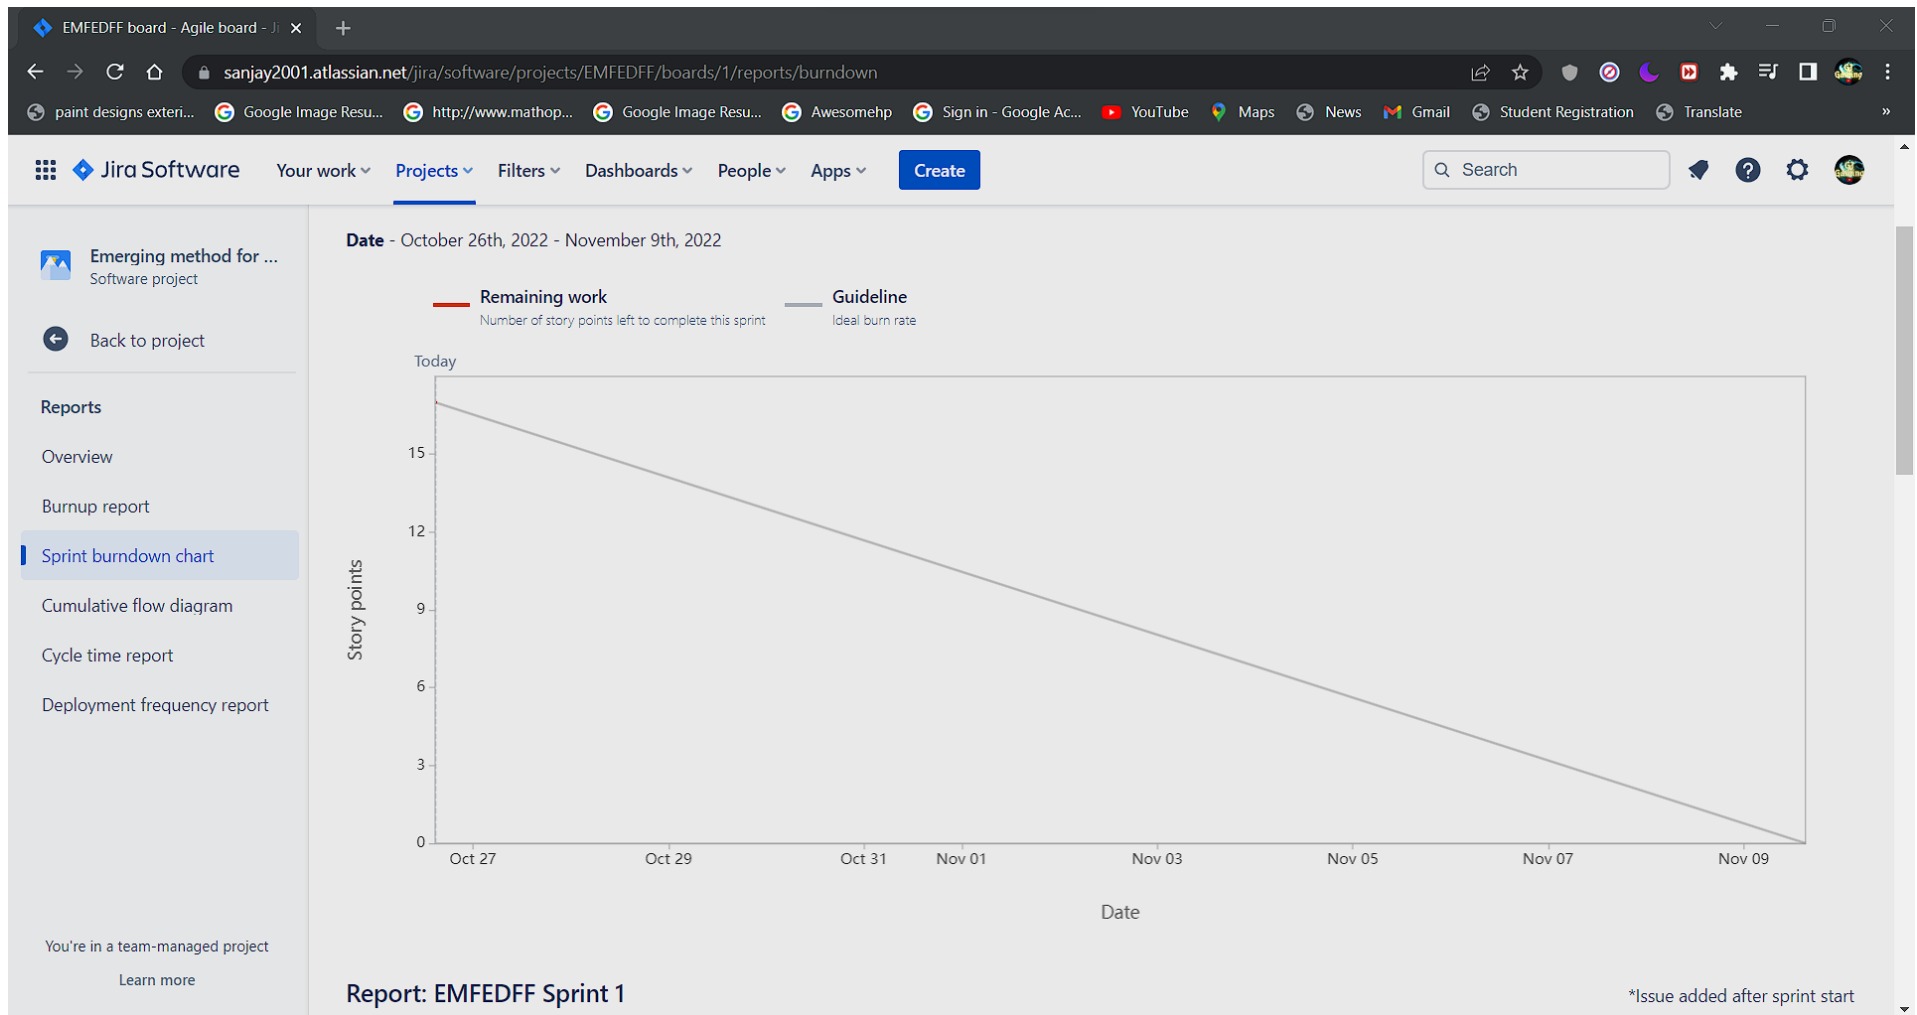 EMFEDFF board - Agile board - Ji
sanjay2001.atlassian.net/jira/software/projects/EMFEDFF/boards/1/reports/burndown
paint designs exteri... Google Image Resu... http://www.mathop... Google Image Resu... Awesomehp Sign in - Google Ac... YouTube Maps News Gmail Student Registration Translate »
Jira Software Your work Projects Filters Dashboards People Apps Create Search
Emerging method for ...
Software project
Back to project
Reports
Overview
Burnup report
Sprint burndown chart
Cumulative flow diagram
Cycle time report
Deployment frequency report
You're in a team-managed project
Learn more
Date - October 26th, 2022 - November 9th, 2022
Remaining work
Number of story points left to complete this sprint
Guideline
Ideal burn rate
Today
15
12
9
6
3
0
Story points
Oct 27 Oct 29 Oct 31 Nov 01 Nov 03 Nov 05 Nov 07 Nov 09
Date
Report: EMFEDFF Sprint 1
*Issue added after sprint start